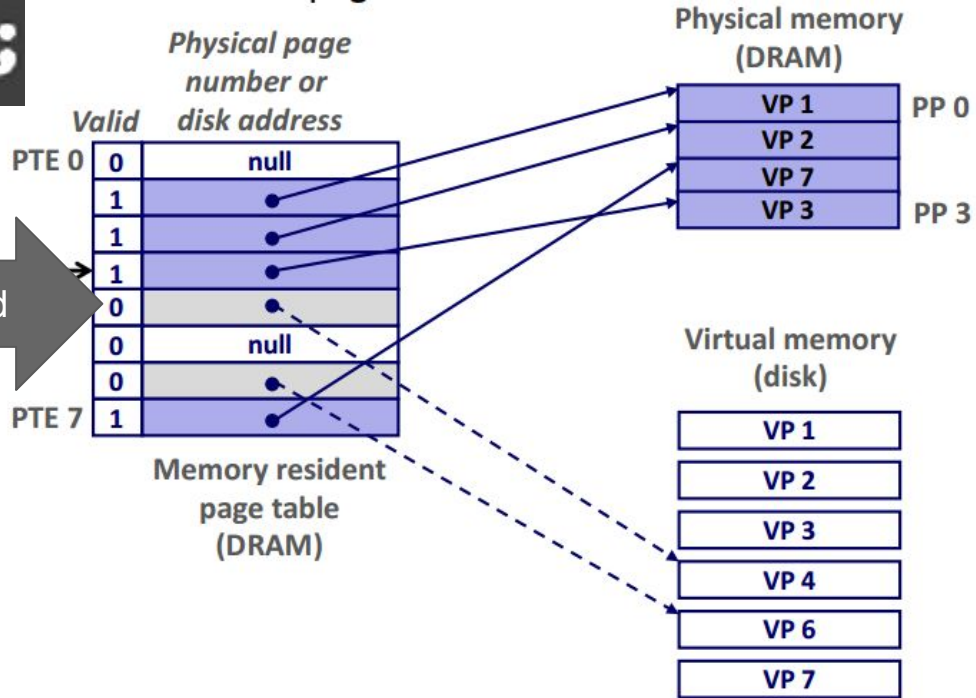 Physical page
number or
disk address
Valid
PTE 0
0
null
1
1
1
0
0
null
0
PTE 7
1
Memory resident
page table
(DRAM)
Physical memory
(DRAM)
VP 1
PP 0
VP 2
VP 7
VP 3
PP 3
Virtual memory
(disk)
VP 1
VP 2
VP 3
VP 4
VP 6
VP 7